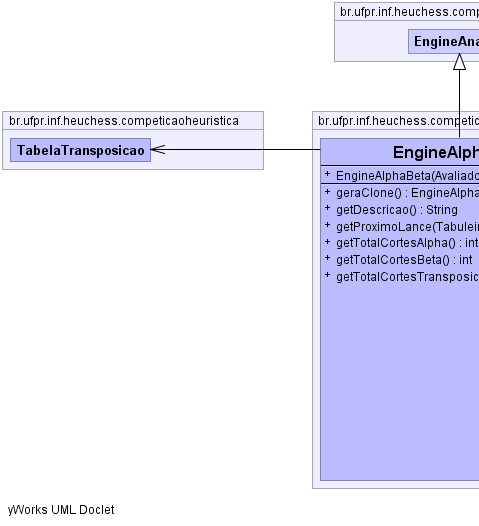 br.ufpr.inf.heuchess.comp
EngineAna
br.ufpr.inf.heuchess.competicaoheuristica
TabelaTransposicao
br.ufpr.inf.heuchess.competica
EngineAlph
+ EngineAlphaBeta(Avaliado
+ geraClone() : EngineAlpha
+ getDescricao() : String
+ getProximoLance(Tabuleir
+ getTotalCortesAlpha() : int
+ getTotalCortesBeta() : int
+ getTotalCortesTransposic
yWorks UML Doclet